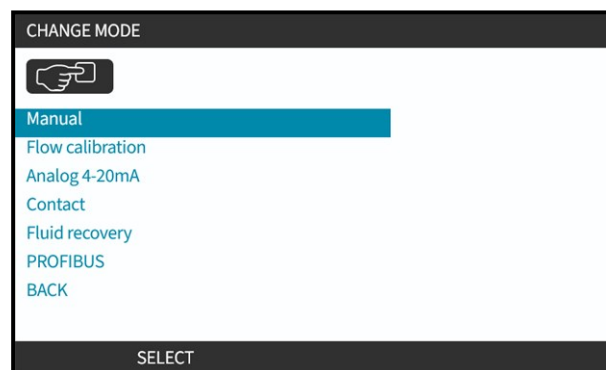 CHANGE MODE
Manual
Flow calibration
Analog 4-20mA
Contact
Fluid recovery
PROFIBUS
BACK
SELECT